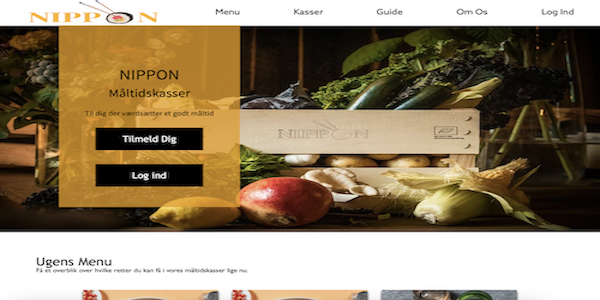 NIPPON
Menu
Kasser
Guide
Om Os
Log Ind
NIPPON
Måltidskasser
Til dig der værdsætter et godt måltid
Tilmeld Dig
Log Ind
NIPPON
Ugens Menu
Få et overblik over hvilke retter du kan få i vores måltidskasser lige nu.